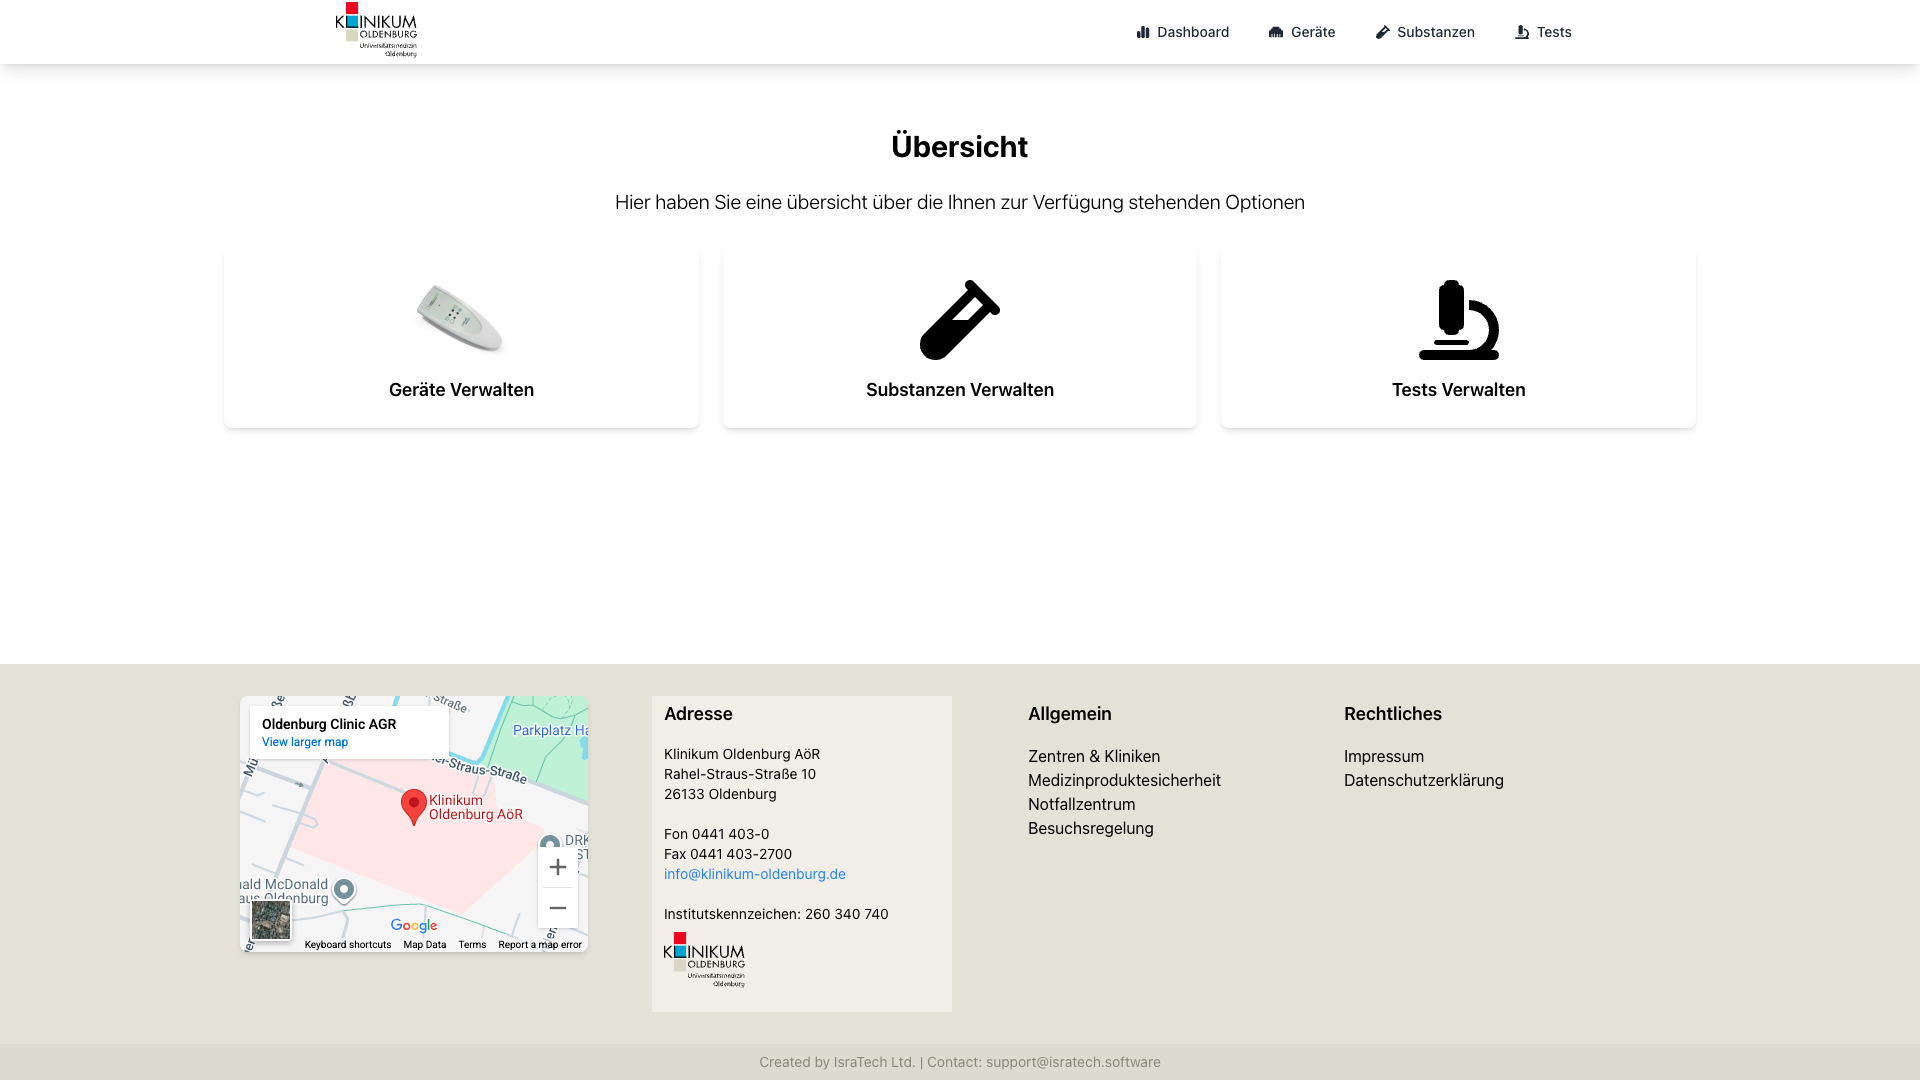 KLINIKUM
OLDENBURG
Universitätsmedizin
Oldenburg
Dashboard
Geräte
Substanzen
Tests
Übersicht
Hier haben Sie eine übersicht über die Ihnen zur Verfügung stehenden Optionen
Geräte Verwalten
Substanzen Verwalten
Tests Verwalten
Oldenburg Clinic AGR
View larger map
Straße
Parkplatz
-Straus-Straße
Klinikum
Oldenburg AöR
DRK
ald McDonald
aus Oldenburg
Google
Keyboard shortcuts
Map Data
Terms
Report a map error
Adresse
Klinikum Oldenburg AöR
Rahel-Straus-Straße 10
26133 Oldenburg
Fon 0441 403-0
Fax 0441 403-2700
info@klinikum-oldenburg.de
Institutskennzeichen: 260 340 740
KLINIKUM
OLDENBURG
Universitätsmedizin
Oldenburg
Allgemein
Zentren & Kliniken
Medizinproduktesicherheit
Notfallzentrum
Besuchsregelung
Rechtliches
Impressum
Datenschutzerklärung
Created by IsraTech Ltd. | Contact: support@isratech.software